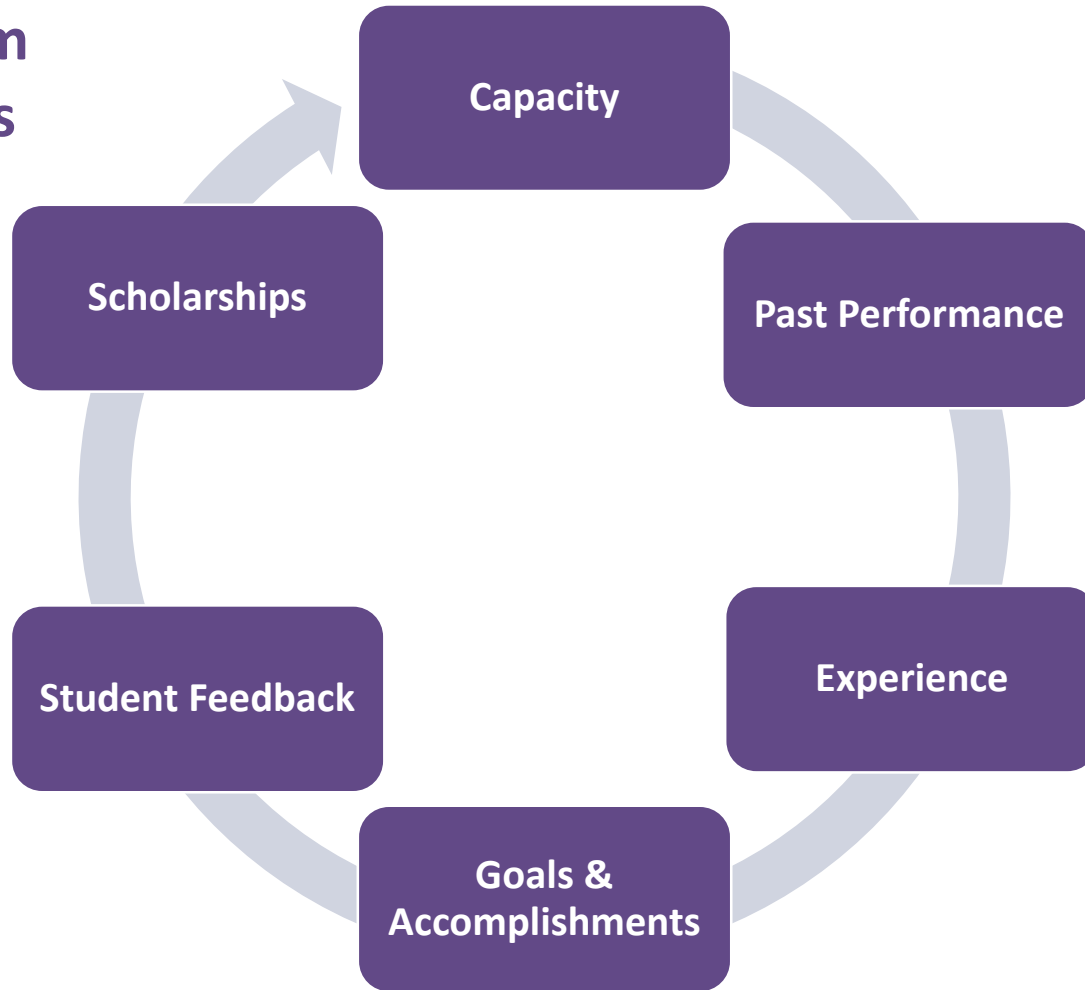 Capacity
Past Performance
Experience
Goals &
Accomplishments
Student Feedback
Scholarships